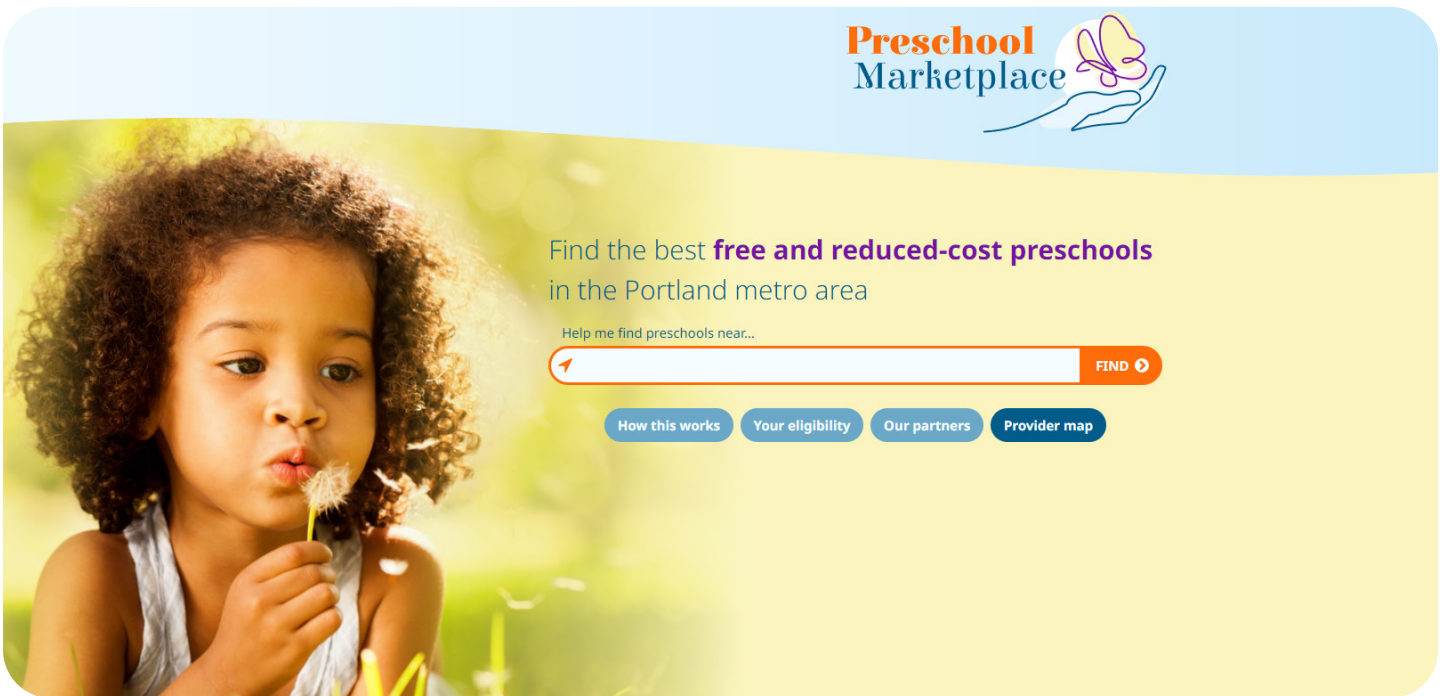 Preschool
Marketplace
Find the best free and reduced-cost preschools
in the Portland metro area
Help me find preschools near...
FIND
How this works
Your eligibility
Our partners
Provider map